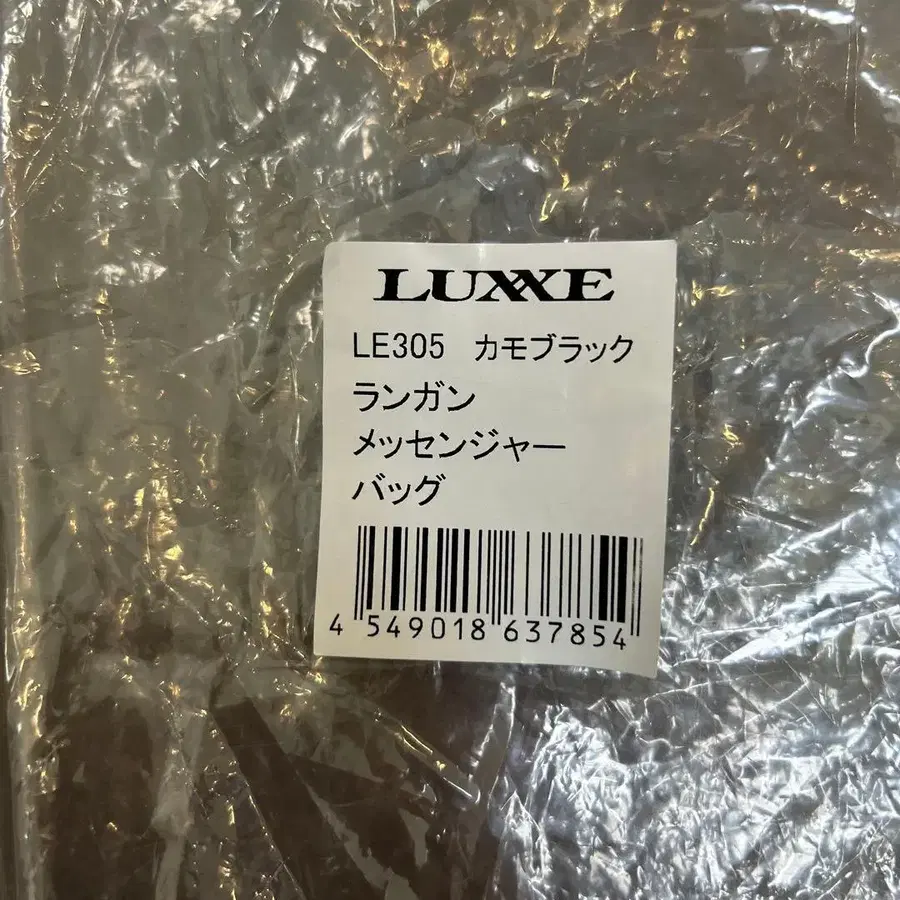 LUXXE
LE305 カモブラック
ランガン
メッセンジャー
バッグ
4 549018 637854